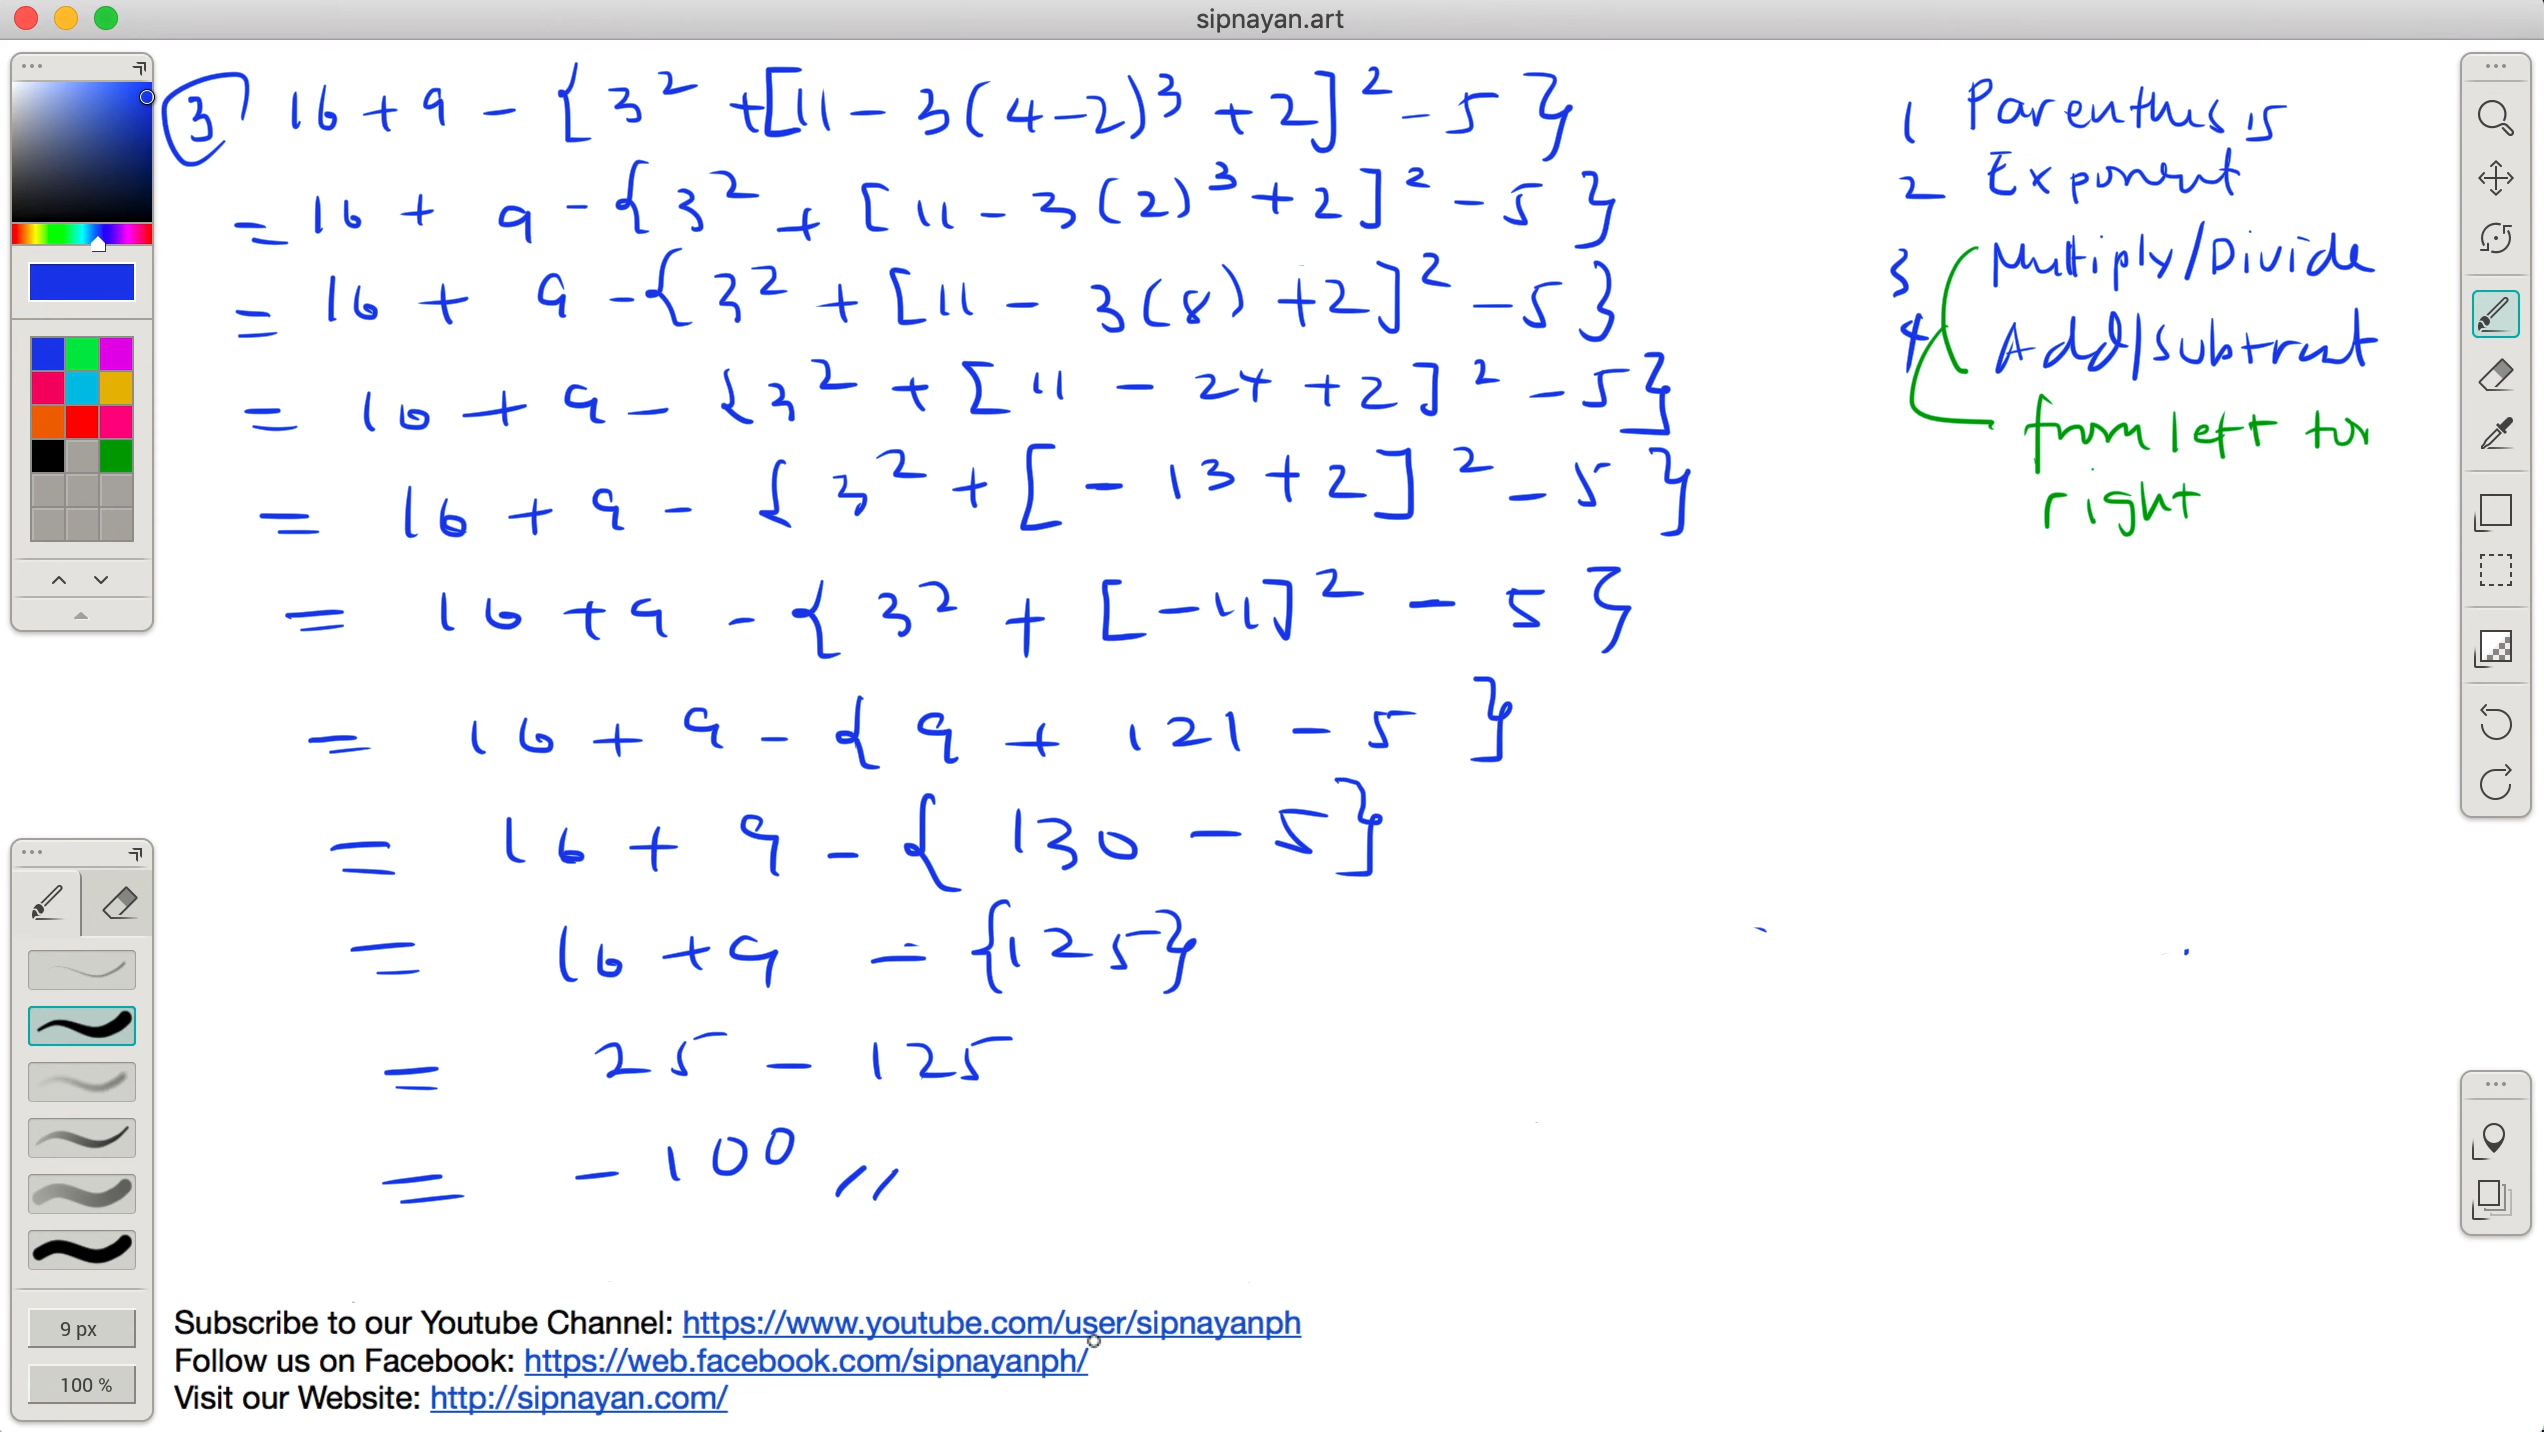 sipnayan.art
3 16 + 9 - { 3² + [11 - 3(4-2)³ + 2]² - 5 }
= 16 + 9 - { 3² + [11 - 3(2)³ + 2]² - 5 }
= 16 + 9 - { 3² + [11 - 3(8) + 2]² - 5 }
= 16 + 9 - { 3² + [11 - 24 + 2]² - 5 }
= 16 + 9 - { 3² + [-13 + 2]² - 5 }
= 16 + 9 - { 3² + [-11]² - 5 }
= 16 + 9 - { 9 + 121 - 5 }
= 16 + 9 - { 130 - 5 }
= 16 + 9 - {125}
= 25 - 125
= -100 //
1 Parenthesis
2 Exponent
3 Multiply/Divide
4 Add/Subtract
from left to
right
9 px
100 %
Subscribe to our Youtube Channel: https://www.youtube.com/user/sipnayanph
Follow us on Facebook: https://web.facebook.com/sipnayanph/
Visit our Website: http://sipnayan.com/